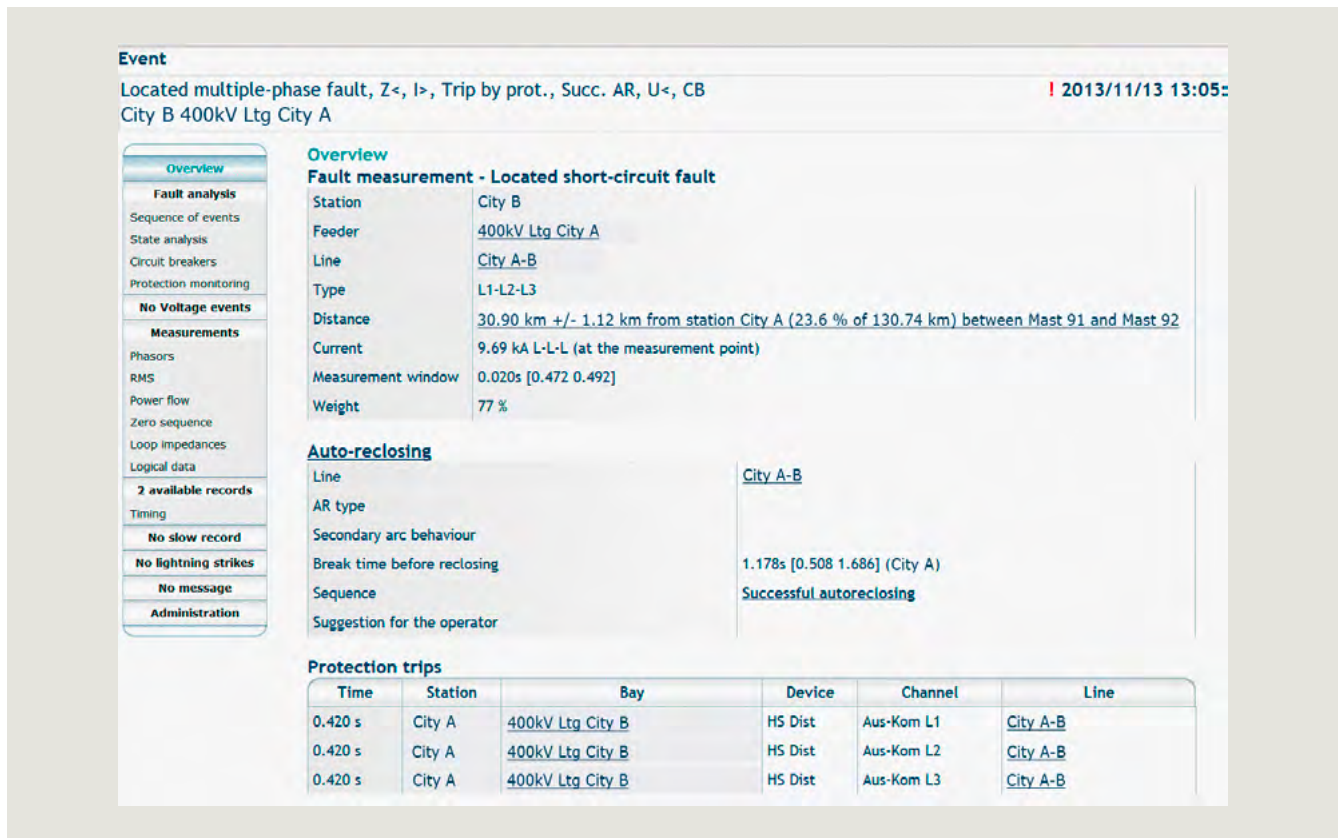 Event
Located multiple-phase fault, Z<, I>, Trip by prot., Succ. AR, U<, CB
! 2013/11/13 13:05:
City B 400kV Ltg City A
Overview
Fault analysis
Sequence of events
State analysis
Circuit breakers
Protection monitoring
No Voltage events
Measurements
Phasors
RMS
Power flow
Zero sequence
Loop impedances
Logical data
2 available records
Timing
No slow record
No lightning strikes
No message
Administration
Overview
Fault measurement - Located short-circuit fault
Station City B
Feeder 400kV Ltg City A
Line City A-B
Type L1-L2-L3
Distance 30.90 km +/- 1.12 km from station City A (23.6 % of 130.74 km) between Mast 91 and Mast 92
Current 9.69 kA L-L-L (at the measurement point)
Measurement window 0.020s [0.472 0.492]
Weight 77 %
Auto-reclosing
Line City A-B
AR type
Secondary arc behaviour
Break time before reclosing 1.178s [0.508 1.686] (City A)
Sequence Successful autoreclosing
Suggestion for the operator
Protection trips
Time Station Bay Device Channel Line
0.420 s City A 400kV Ltg City B HS Dist Aus-Kom L1 City A-B
0.420 s City A 400kV Ltg City B HS Dist Aus-Kom L2 City A-B
0.420 s City A 400kV Ltg City B HS Dist Aus-Kom L3 City A-B